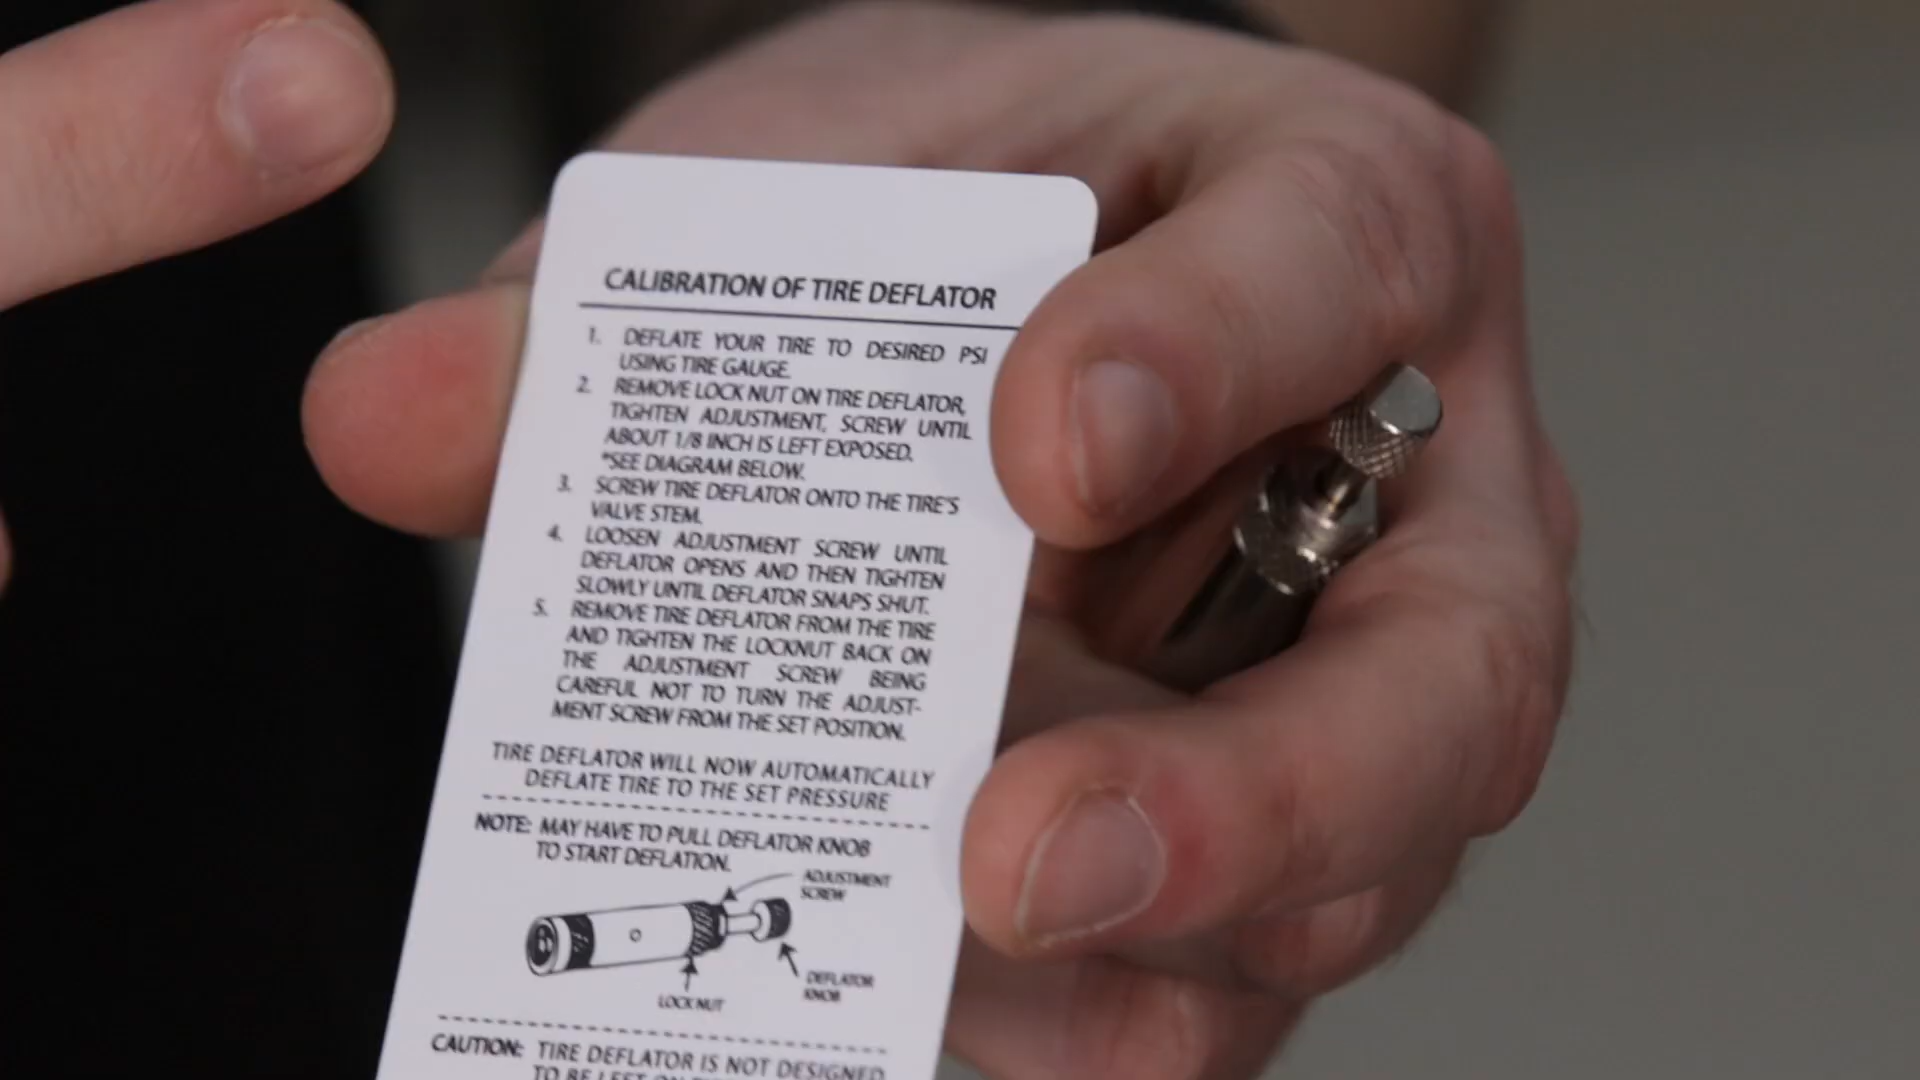 CALIBRATION OF TIRE DEFLATOR
1. DEFLATE YOUR TIRE TO DESIRED PSI
USING TIRE GAUGE.
2. REMOVE LOCK NUT ON TIRE DEFLATOR,
TIGHTEN ADJUSTMENT, SCREW UNTIL
ABOUT 1/8 INCH IS LEFT EXPOSED.
*SEE DIAGRAM BELOW.
3. SCREW TIRE DEFLATOR ONTO THE TIRE'S
VALVE STEM.
4. LOOSEN ADJUSTMENT SCREW UNTIL
DEFLATOR OPENS AND THEN TIGHTEN
SLOWLY UNTIL DEFLATOR SNAPS SHUT.
5. REMOVE TIRE DEFLATOR FROM THE TIRE
AND TIGHTEN THE LOCKNUT BACK ON
THE ADJUSTMENT SCREW BEING
CAREFUL NOT TO TURN THE ADJUST-
MENT SCREW FROM THE SET POSITION.
TIRE DEFLATOR WILL NOW AUTOMATICALLY
DEFLATE TIRE TO THE SET PRESSURE
NOTE: MAY HAVE TO PULL DEFLATOR KNOB
TO START DEFLATION.
ADJUSTMENT
SCREW
DEFLATOR
KNOB
LOCK NUT
CAUTION: TIRE DEFLATOR IS NOT DESIGNED
TO BE LEFT ON